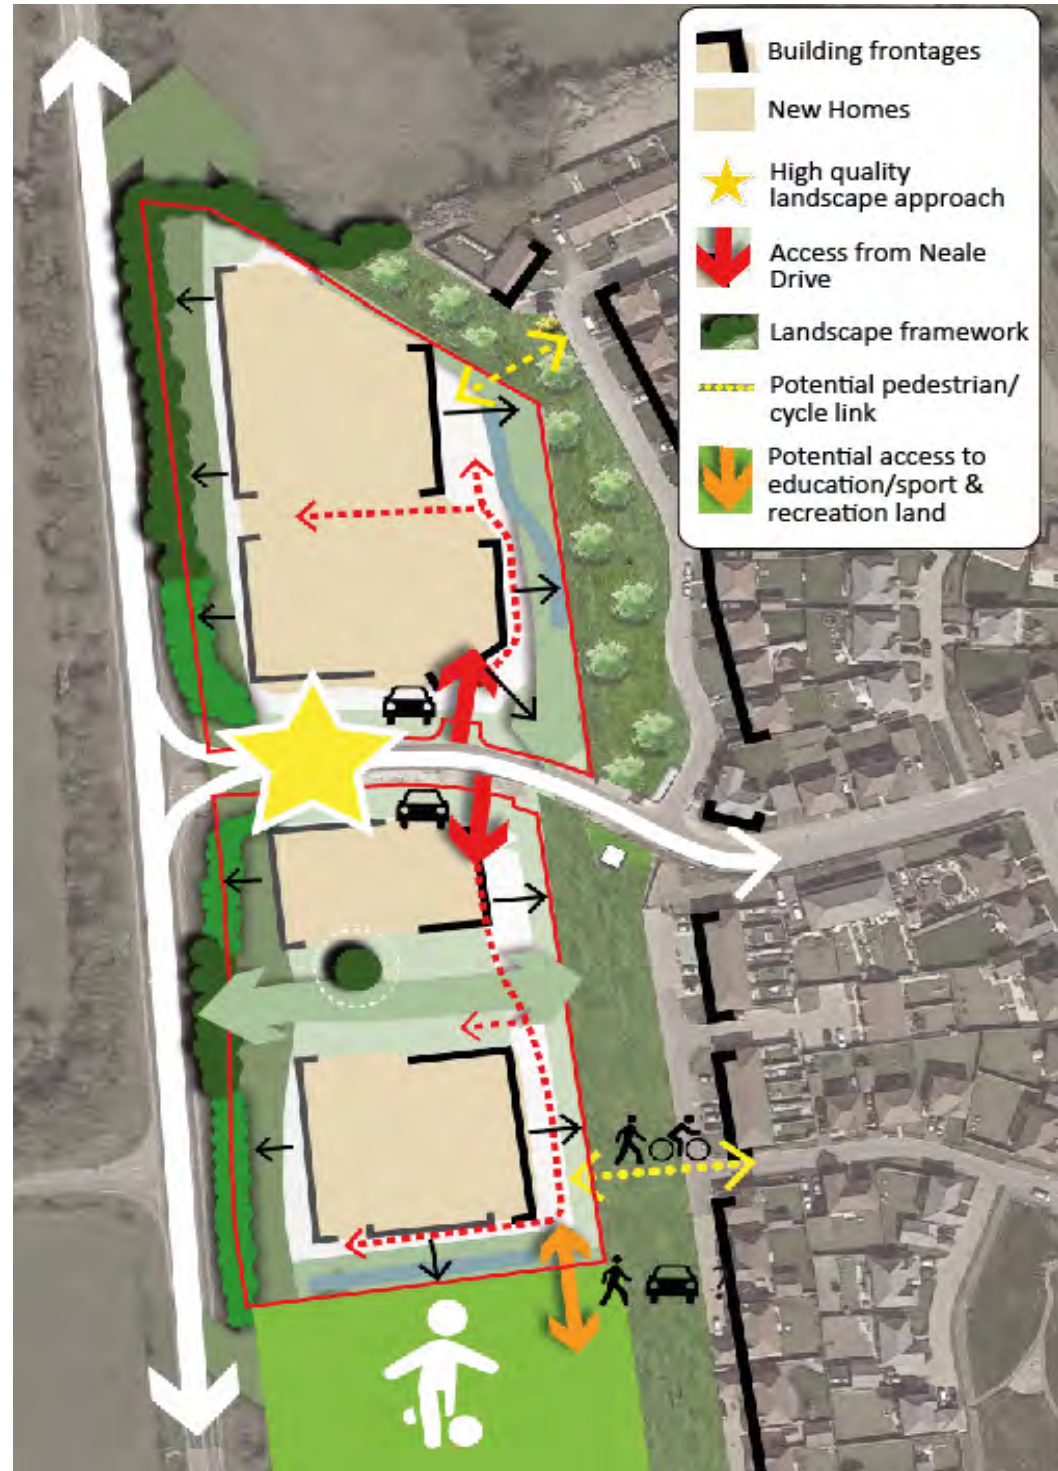 Building frontages
New Homes
High quality
landscape approach
Access from Neale
Drive
Landscape framework
Potential pedestrian/
cycle link
Potential access to
education/sport &
recreation land